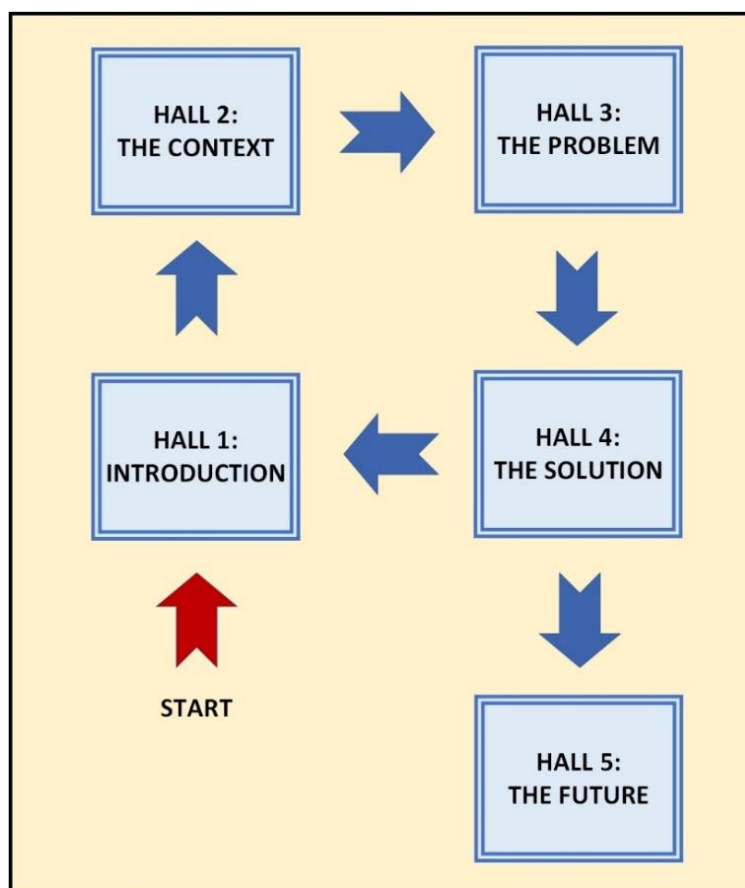 HALL 2:
THE CONTEXT
HALL 3:
THE PROBLEM
HALL 1:
INTRODUCTION
HALL 4:
THE SOLUTION
START
HALL 5:
THE FUTURE